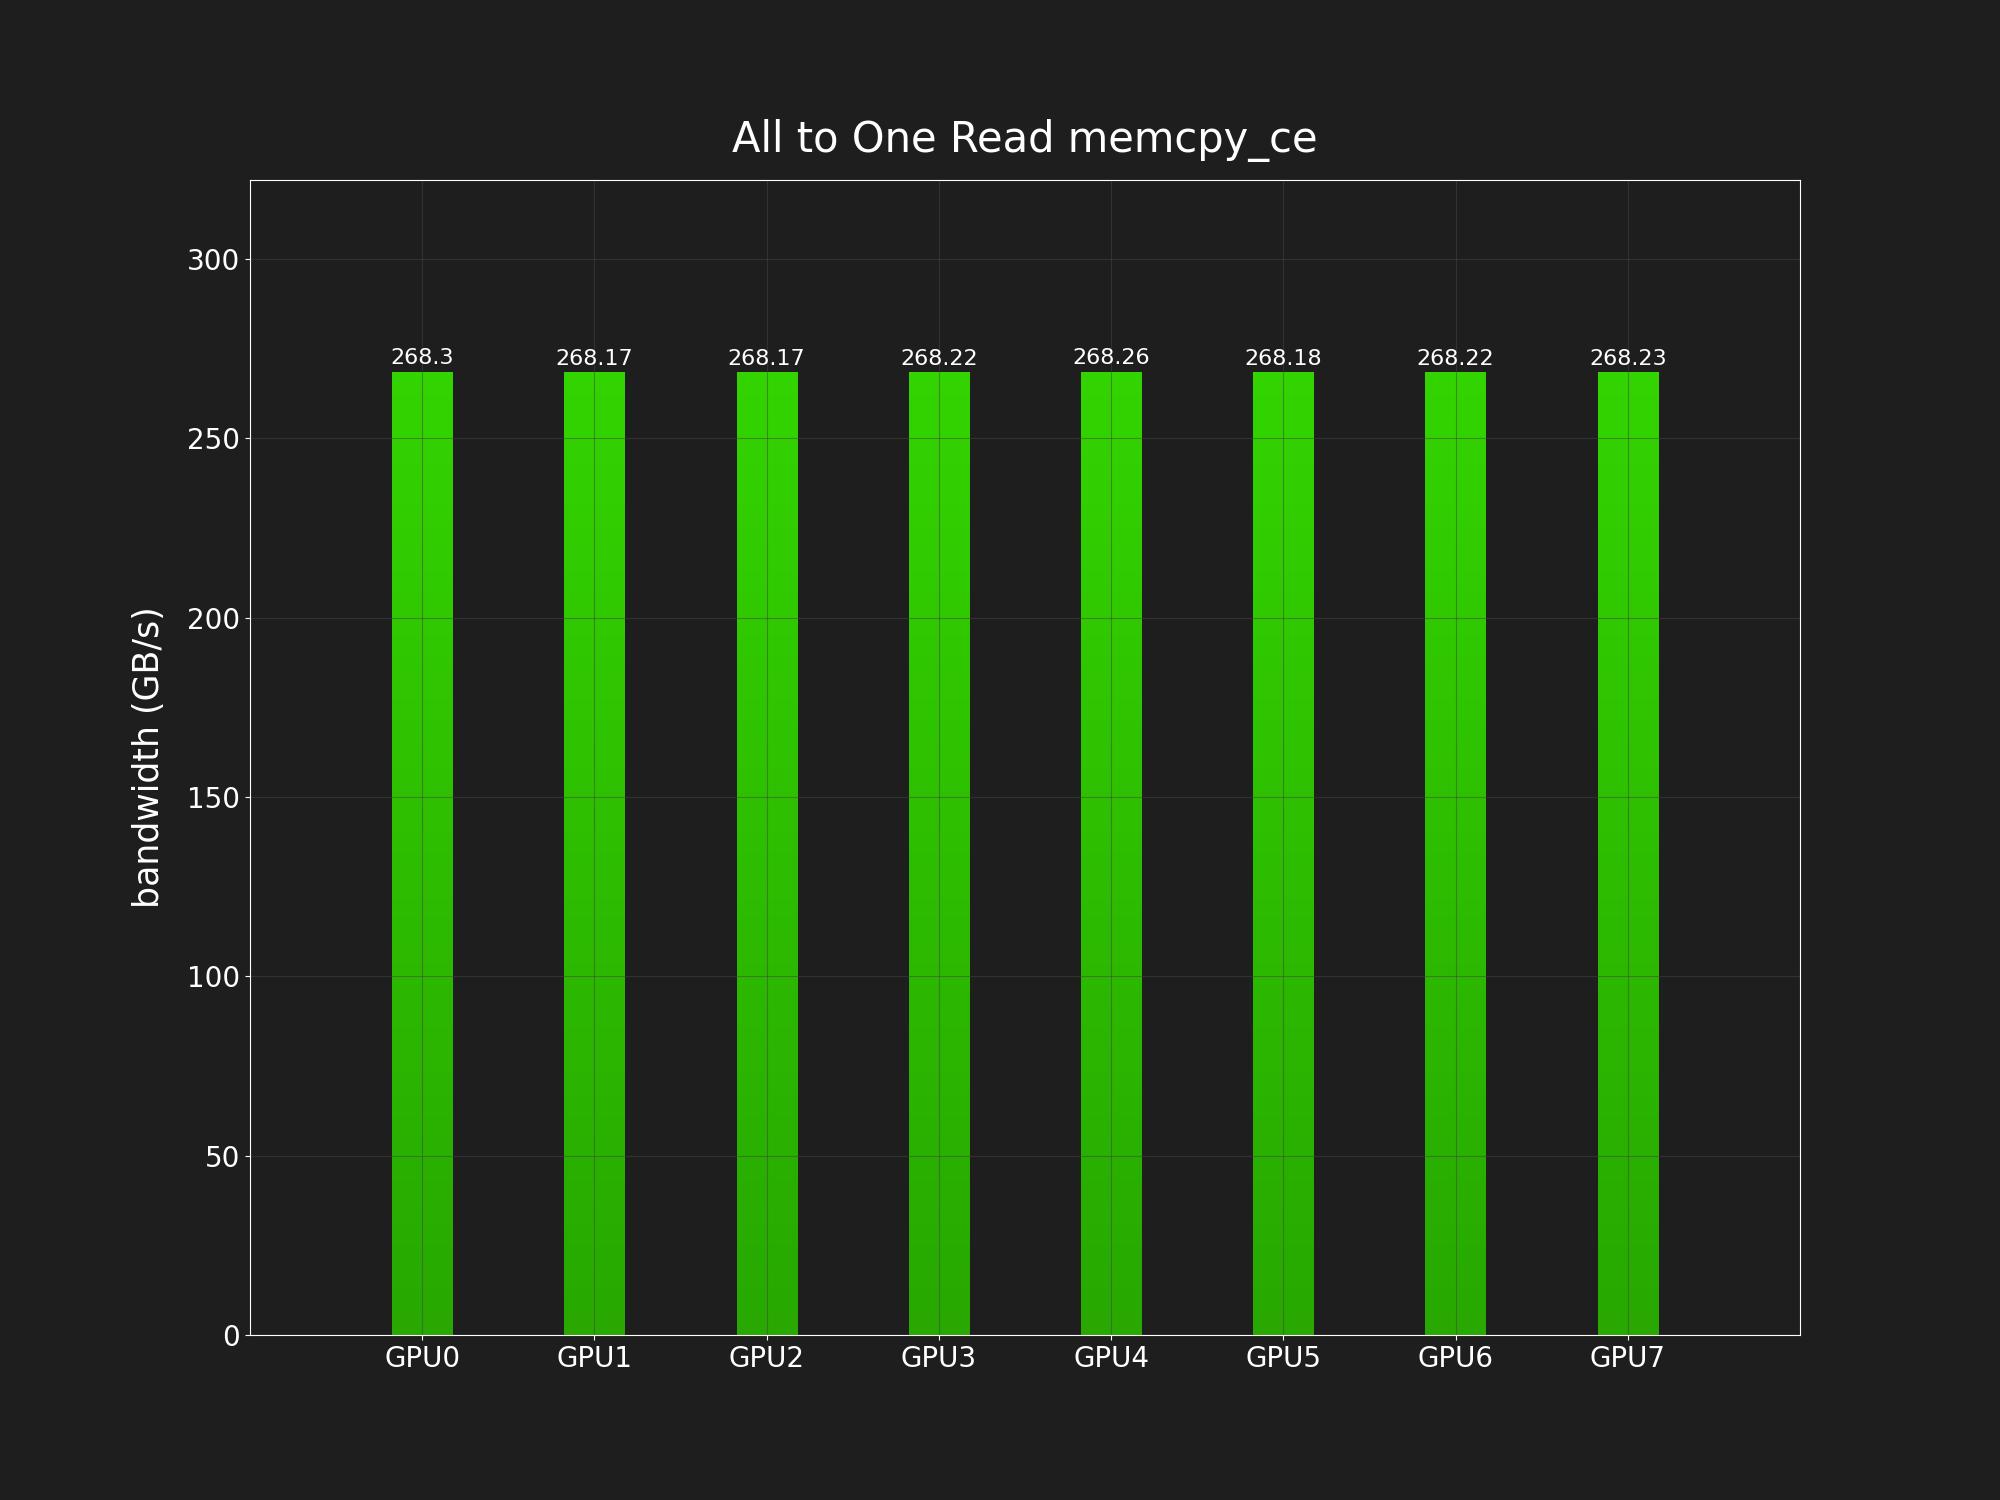 All to One Read memcpy_ce
bandwidth (GB/s)
300
250
200
150
100
50
0
268.3 268.17 268.17 268.22 268.26 268.18 268.22 268.23
GPU0 GPU1 GPU2 GPU3 GPU4 GPU5 GPU6 GPU7